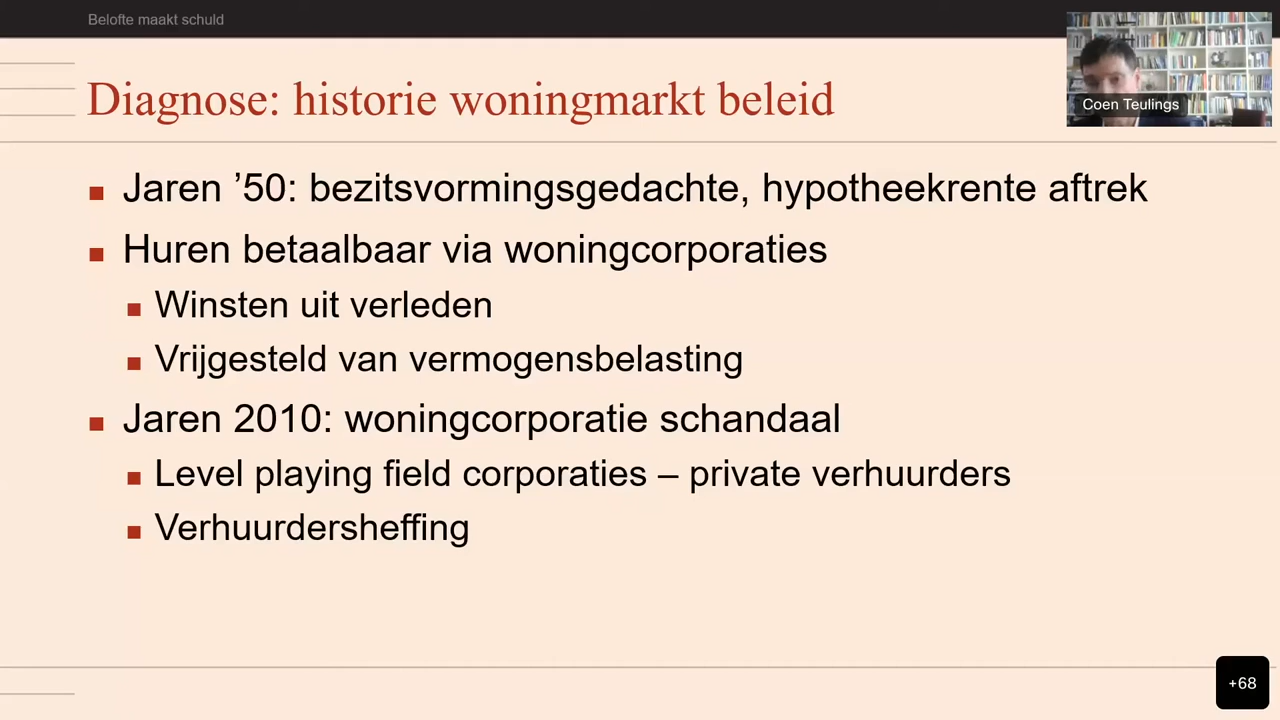 Belofte maakt schuld
Coen Teulings
Diagnose: historie woningmarkt beleid
Jaren ’50: bezitsvormingsgedachte, hypotheekrente aftrek
Huren betaalbaar via woningcorporaties
Winsten uit verleden
Vrijgesteld van vermogensbelasting
Jaren 2010: woningcorporatie schandaal
Level playing field corporaties – private verhuurders
Verhuurdersheffing
+68